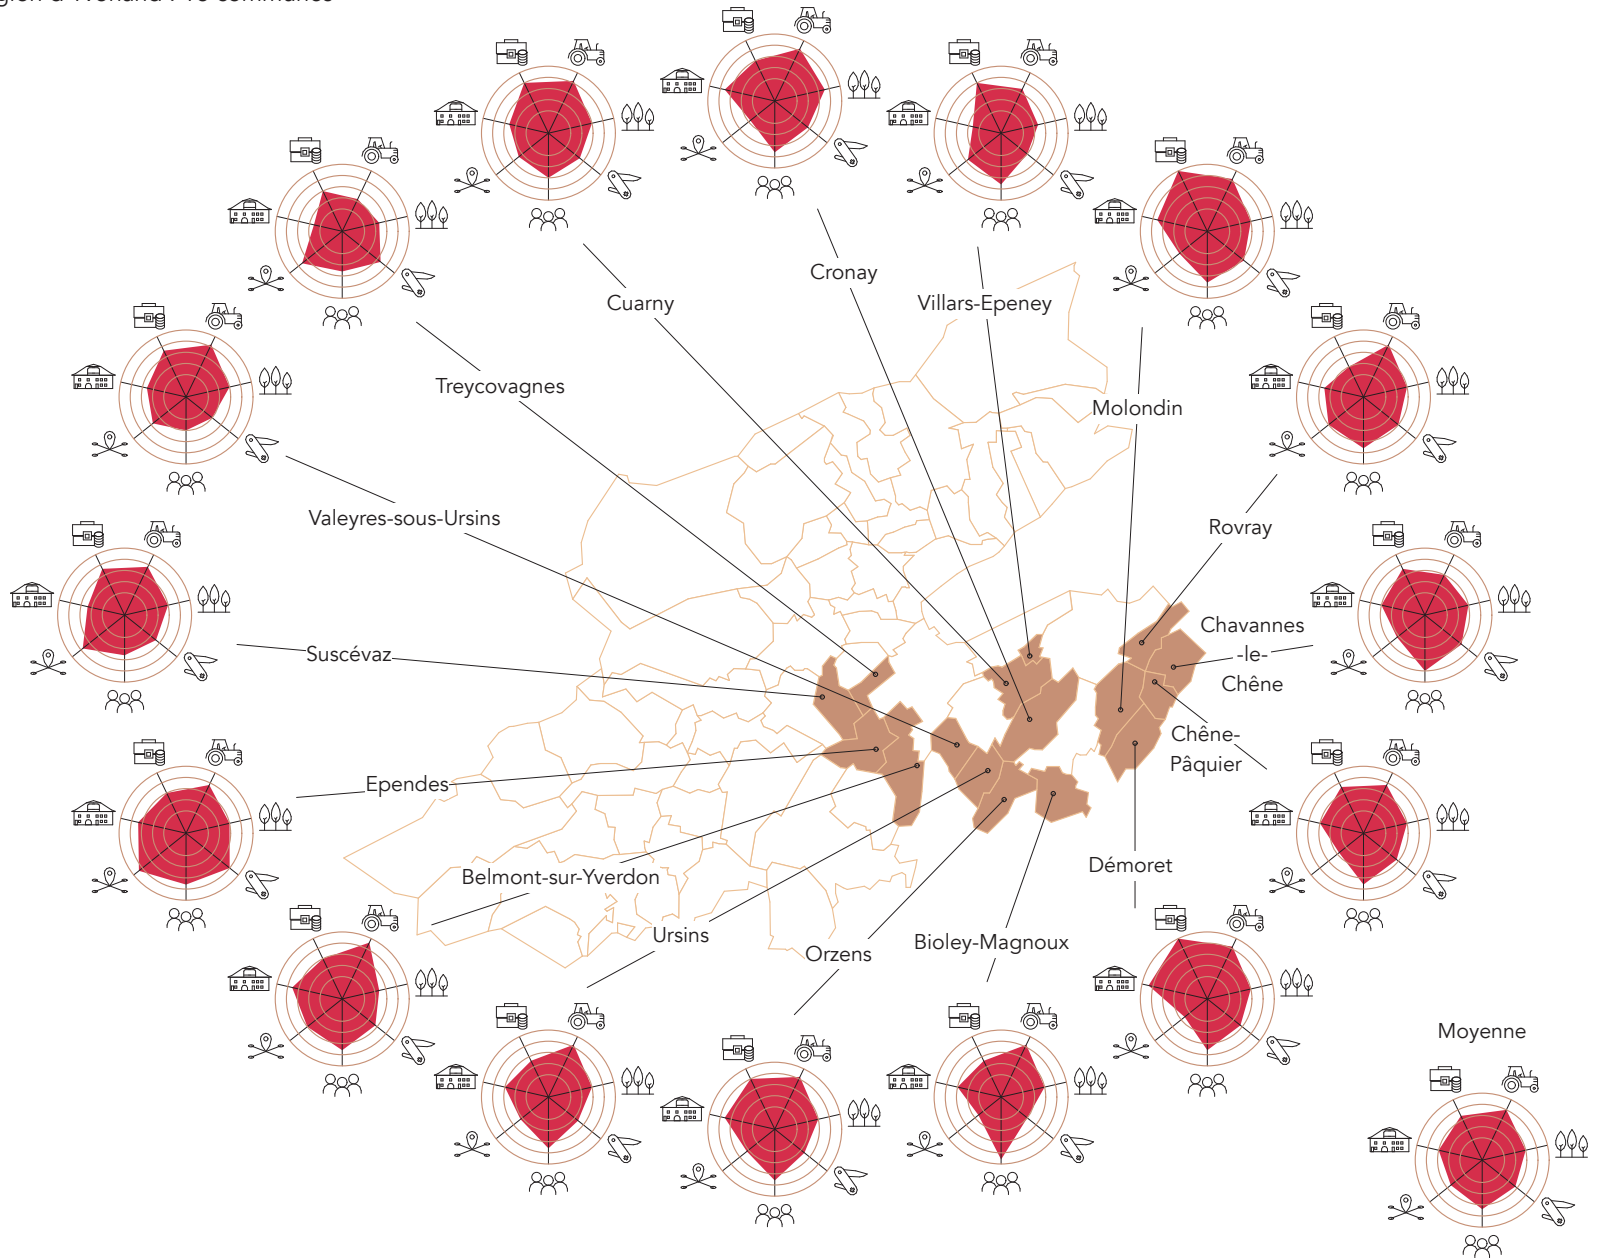 Cronay
Cuarny
Villars-Epeney
Treycovagnes
Molondin
Valeyres-sous-Ursins
Rovray
Suscévaz
Chavannes
-le-
Chêne
Chêne-
Pâquier
Ependes
Démoret
Belmont-sur-Yverdon
Ursins
Bioley-Magnoux
Orzens
Moyenne